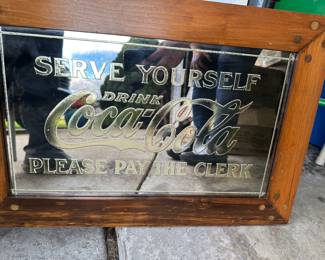 SERVE YOURSELF
DRINK
Coca-Cola
PLEASE PAY THE CLERK